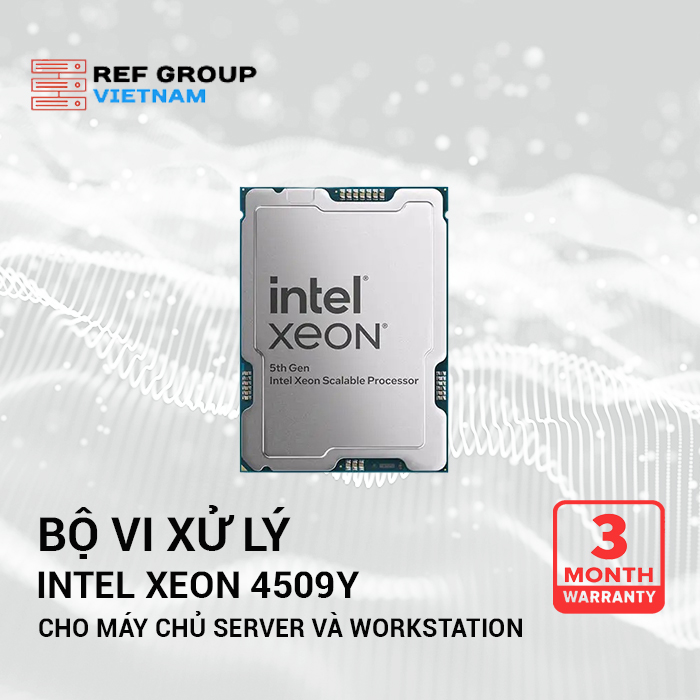 REF GROUP
VIETNAM
intel®
xeon®
5th Gen
Intel Xeon Scalable Processor
BỘ VI XỬ LÝ
INTEL XEON 4509Y
CHO MÁY CHỦ SERVER VÀ WORKSTATION
3
MONTH
WARRANTY